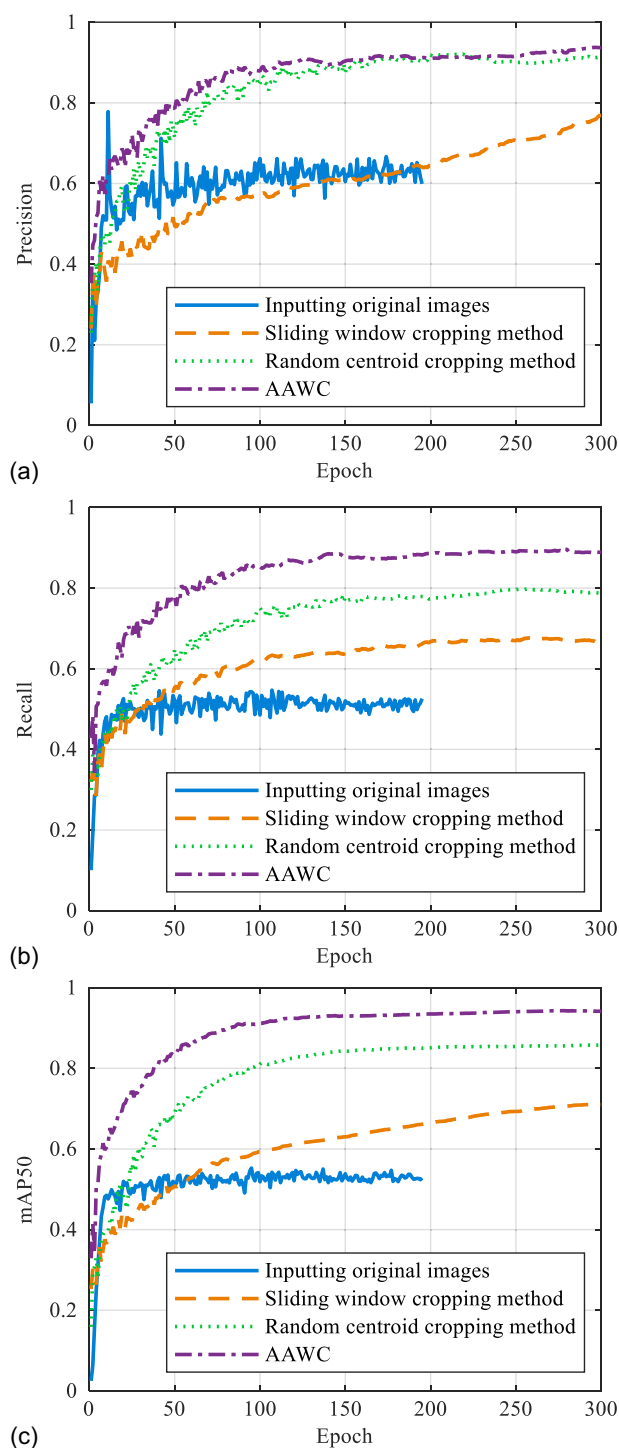 1
0.8
0.6
0.4
0.2
0
Precision
Inputting original images
Sliding window cropping method
Random centroid cropping method
AAWC
0 50 100 150 200 250 300
Epoch
(a)
1
0.8
0.6
0.4
0.2
0
Recall
Inputting original images
Sliding window cropping method
Random centroid cropping method
AAWC
0 50 100 150 200 250 300
Epoch
(b)
1
0.8
0.6
0.4
0.2
0
mAP50
Inputting original images
Sliding window cropping method
Random centroid cropping method
AAWC
0 50 100 150 200 250 300
Epoch
(c)